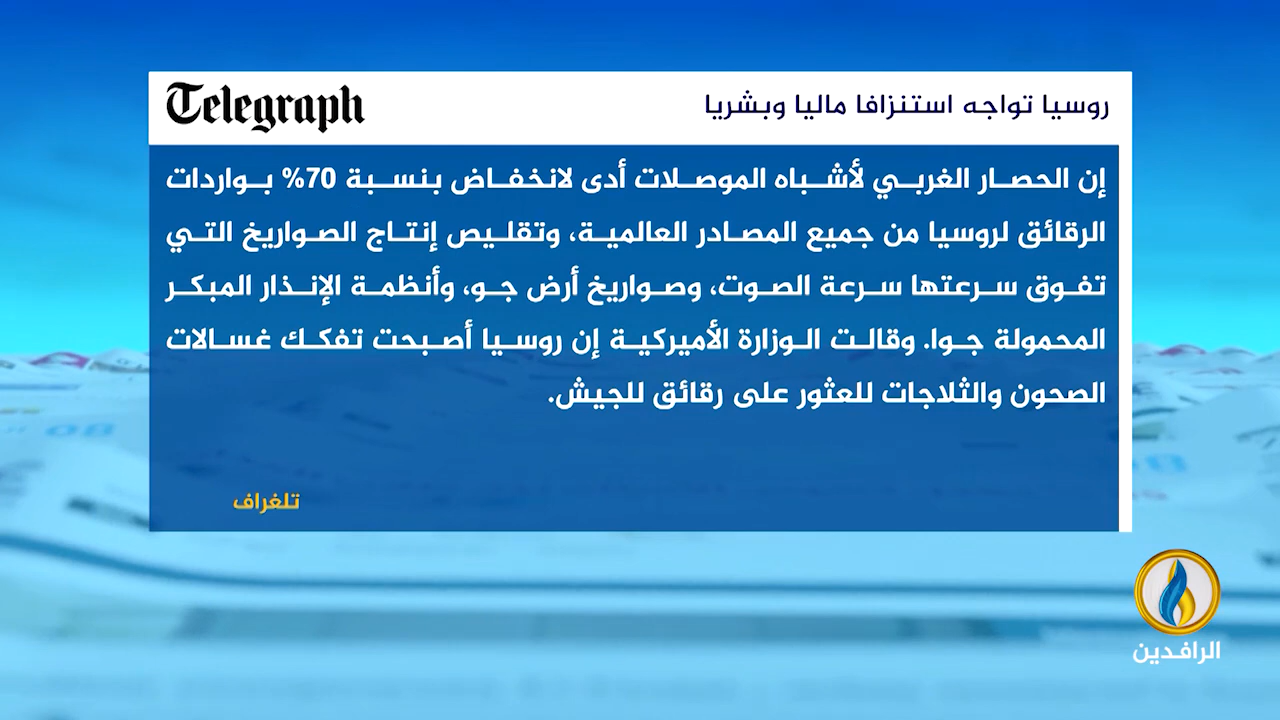 Telegraph
روسيا تواجه استنزافا ماليا وبشريا
إن الحصار الغربي لأشباه الموصلات أدى لانخفاض بنسبة 70% بواردات
الرقائق لروسيا من جميع المصادر العالمية، وتقليص إنتاج الصواريخ التي
تفوق سرعتها سرعة الصوت، وصواريخ أرض جو، وأنظمة الإنذار المبكر
المحمولة جوا. وقالت الوزارة الأميركية إن روسيا أصبحت تفكك غسالات
الصحون والثلاجات للعثور على رقائق للجيش.
تلغراف
الرافدين